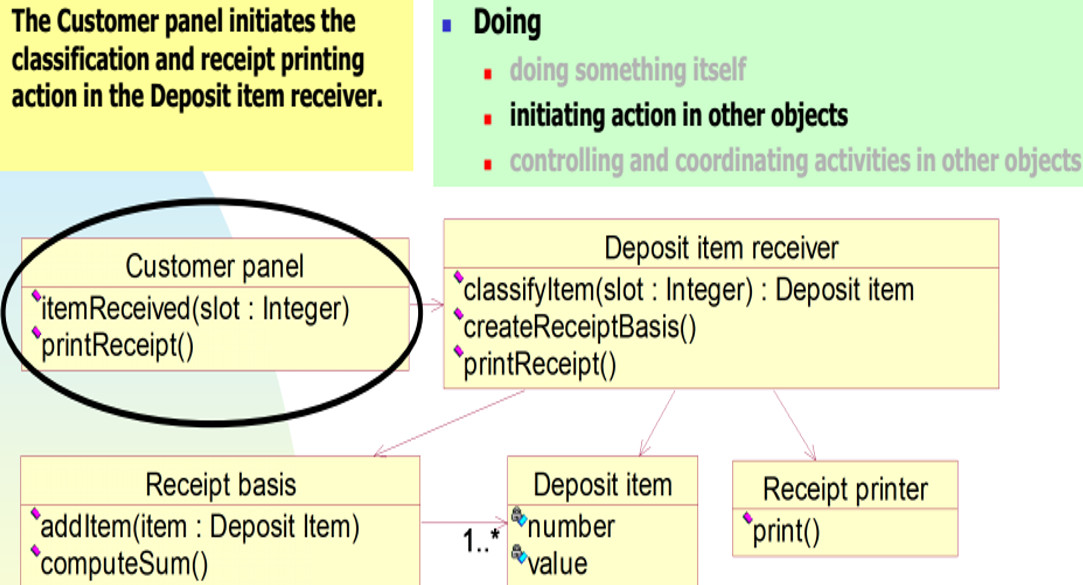 The Customer panel initiates the
classification and receipt printing
action in the Deposit item receiver.
Doing
doing something itself
initiating action in other objects
controlling and coordinating activities in other objects
Customer panel
itemReceived(slot : Integer)
printReceipt()
Deposit item receiver
classifyItem(slot : Integer) : Deposit item
createReceiptBasis()
printReceipt()
Receipt basis
addItem(item : Deposit Item)
computeSum()
1..*
Deposit item
number
value
Receipt printer
print()